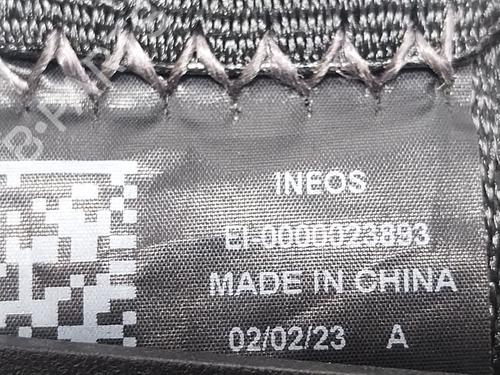 INEOS
EI-0000023893
MADE IN CHINA
02/02/23 A